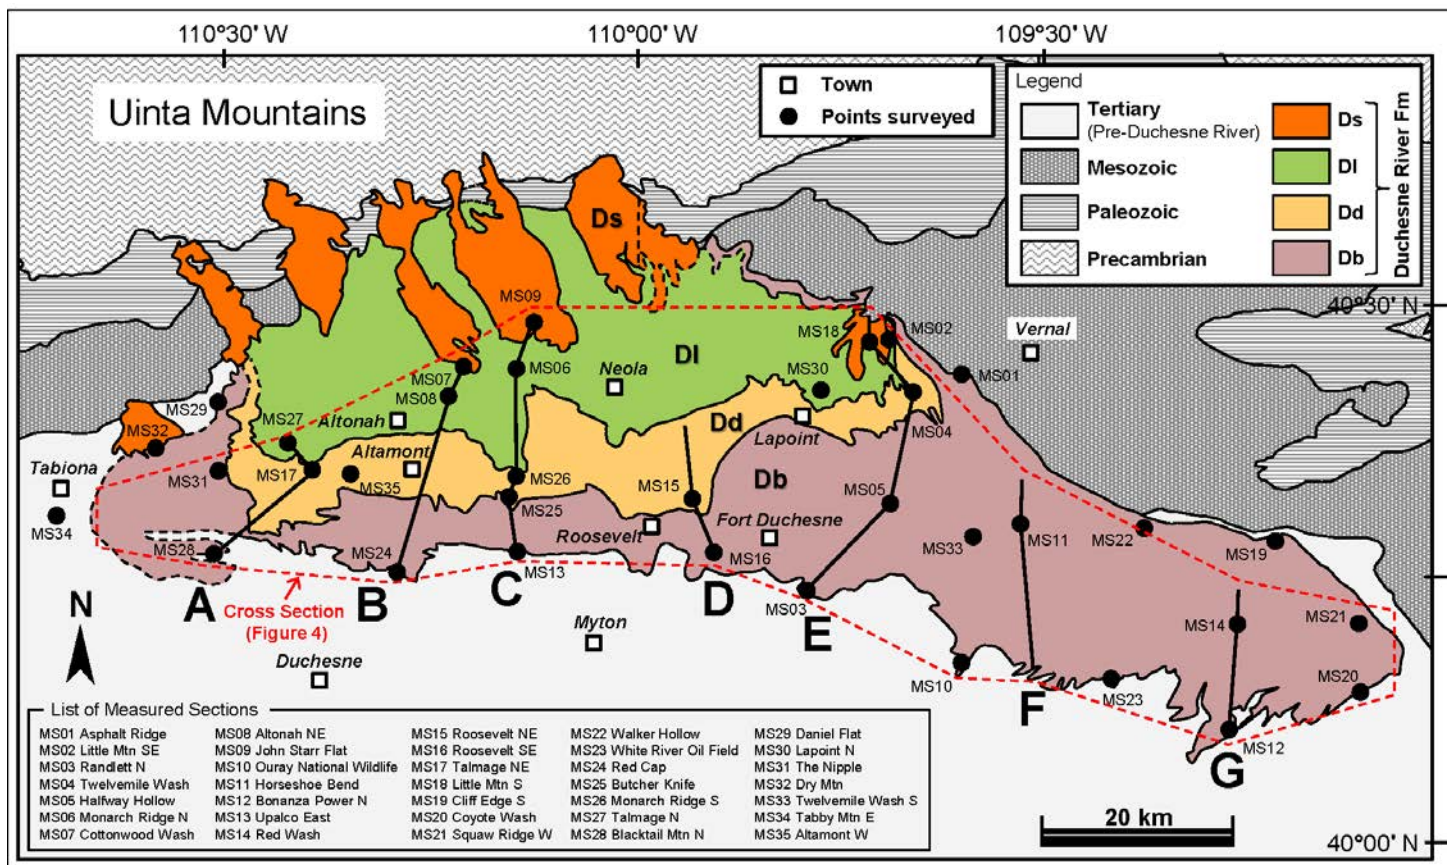 110°30' W
110°00' W
109°30' W
Uinta Mountains
Town
Points surveyed
Legend
Tertiary
(Pre-Duchesne River)
Mesozoic
Paleozoic
Precambrian
Ds
Dl
Dd
Db
Duchesne River Fm
Ds
MS09
40°30' N
MS18
MS02
Vernal
Dl
MS07
MS06
MS30
MS01
MS08
Neola
MS29
MS27
Altonah
Dd
Lapoint
MS04
MS32
Altamont
Tabiona
MS31
MS17
MS35
MS26
MS15
Db
MS05
MS34
MS25
Roosevelt
Fort Duchesne
MS33
MS11
MS22
MS19
MS28
MS24
MS13
MS16
N
A
B
C
D
MS03
E
Cross Section
(Figure 4)
Myton
MS14
MS21
Duchesne
MS10
F
MS23
MS20
MS12
G
List of Measured Sections
MS01 Asphalt Ridge
MS02 Little Mtn SE
MS03 Randlett N
MS04 Twelvemile Wash
MS05 Halfway Hollow
MS06 Monarch Ridge N
MS07 Cottonwood Wash
MS08 Altonah NE
MS09 John Starr Flat
MS10 Ouray National Wildlife
MS11 Horseshoe Bend
MS12 Bonanza Power N
MS13 Upalco East
MS14 Red Wash
MS15 Roosevelt NE
MS16 Roosevelt SE
MS17 Talmage NE
MS18 Little Mtn S
MS19 Cliff Edge S
MS20 Coyote Wash
MS21 Squaw Ridge W
MS22 Walker Hollow
MS23 White River Oil Field
MS24 Red Cap
MS25 Butcher Knife
MS26 Monarch Ridge S
MS27 Talmage N
MS28 Blacktail Mtn N
MS29 Daniel Flat
MS30 Lapoint N
MS31 The Nipple
MS32 Dry Mtn
MS33 Twelvemile Wash S
MS34 Tabby Mtn E
MS35 Altamont W
20 km
40°00' N